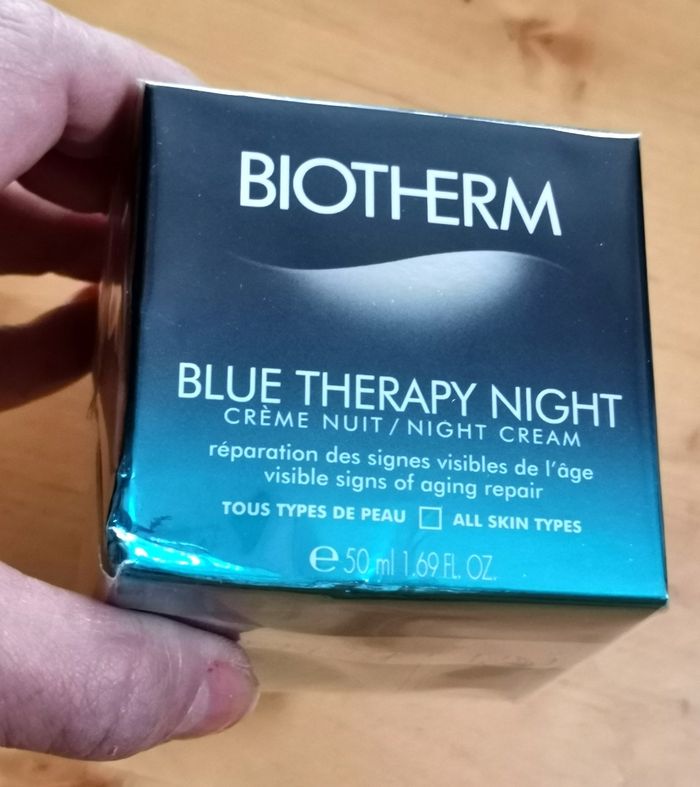 BIOTHERM
BLUE THERAPY NIGHT
CRÈME NUIT / NIGHT CREAM
réparation des signes visibles de l'âge
visible signs of aging repair
TOUS TYPES DE PEAU ☐ ALL SKIN TYPES
℮ 50 ml 1.69 FL. OZ.